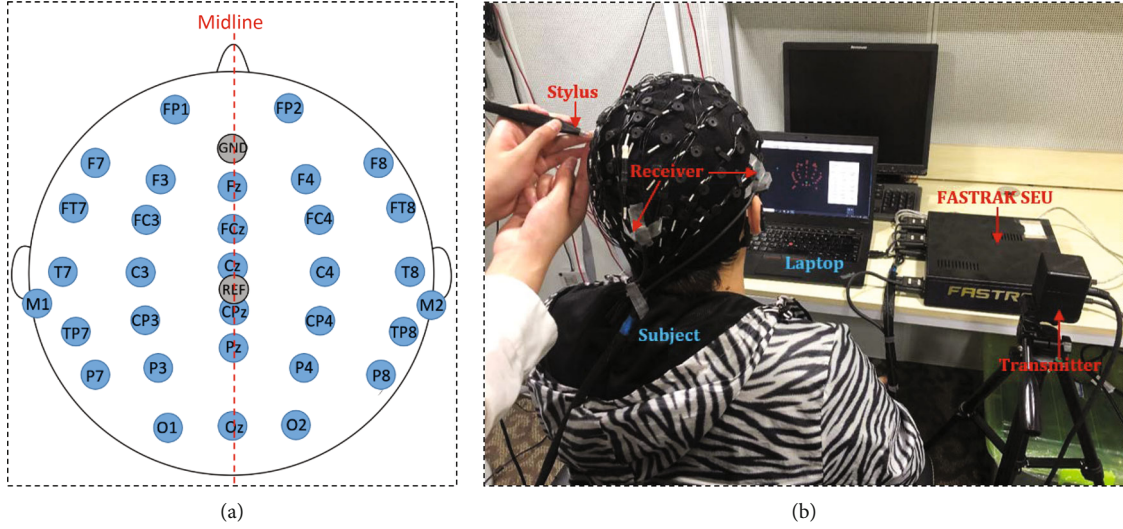 Midline
FP1 FP2
GND
F7 F3 Fz F4 F8
FT7 FC3 FCz FC4 FT8
T7 C3 Cz C4 T8
REF
M1 M2
TP7 CP3 CPz CP4 TP8
Pz
P7 P3 P4 P8
O1 Oz O2
(a)
Stylus
Receiver
FASTRAK SEU
Laptop
FASTR
Subject
Transmitter
(b)